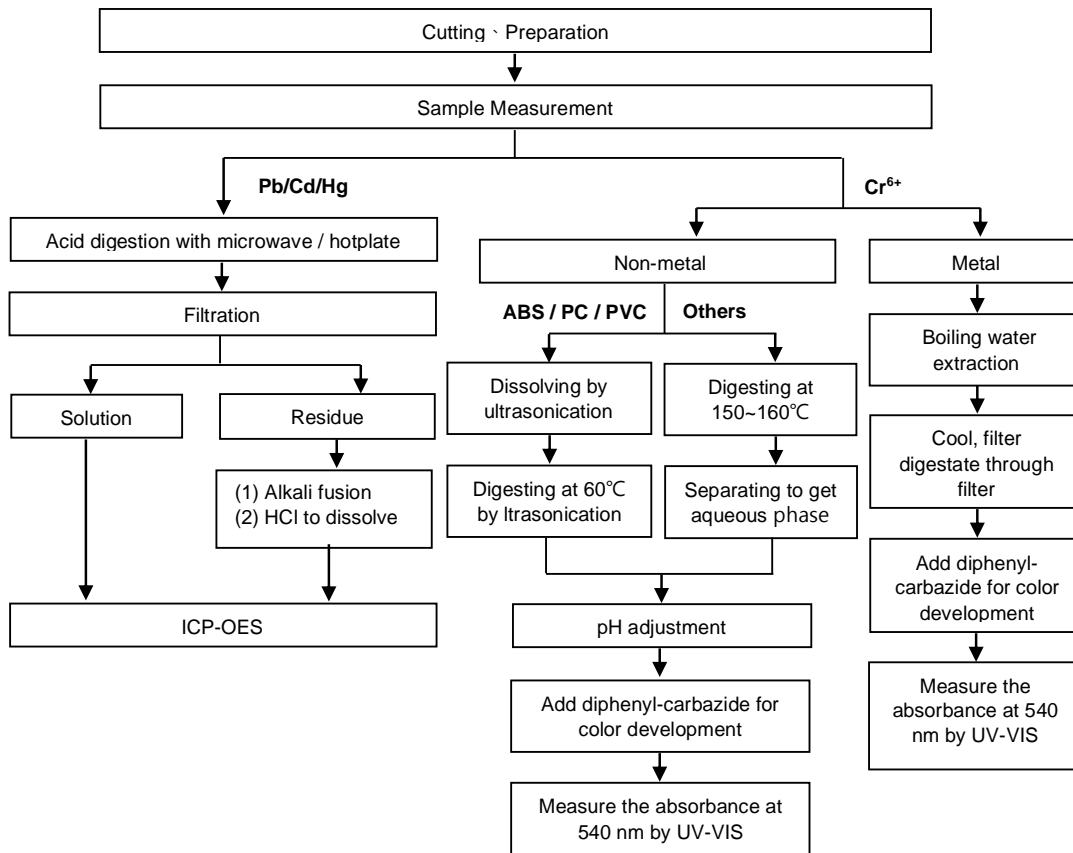 Cutting、Preparation
Sample Measurement
Pb/Cd/Hg
Cr⁶⁺
Acid digestion with microwave / hotplate
Non-metal
Metal
Filtration
ABS / PC / PVC
Others
Boiling water
extraction
Dissolving by
ultrasonication
Digesting at
150~160℃
Solution
Residue
Cool, filter
digestate through
filter
(1) Alkali fusion
(2) HCl to dissolve
Digesting at 60℃
by Itrasonication
Separating to get
aqueous phase
Add diphenyl-
carbazide for color
development
ICP-OES
pH adjustment
Measure the
absorbance at 540
nm by UV-VIS
Add diphenyl-carbazide for
color development
Measure the absorbance at
540 nm by UV-VIS